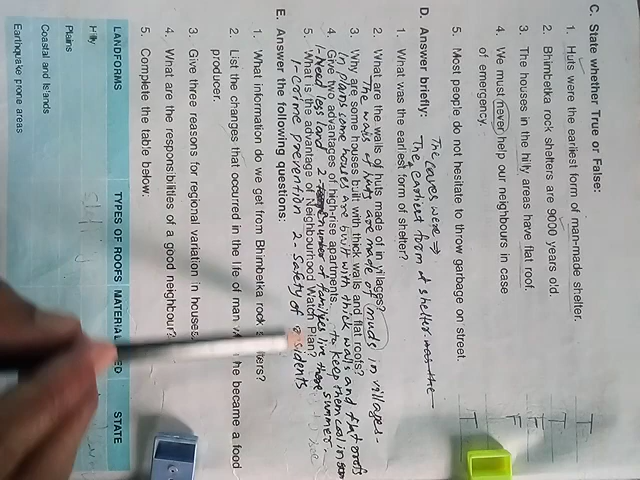 C. State whether True or False:
1. Huts were the earliest form of man-made shelter. T
2. Bhimbetka rock shelters are 9000 years old. T
3. The houses in the hilly areas have flat roof. F
4. We must never help our neighbours in case F
of emergency.
5. Most people do not hesitate to throw garbage on street. T
D. Answer briefly:
1. What was the earliest form of shelter?
The caves were
The earliest form of shelter was the
2. What are the walls of huts made of in villages?
The walls of huts are made of muds in villages.
3. Why are some houses built with thick walls and flat roofs?
In plains some houses are built with thick walls and flat roofs
to keep them cool in summer.
4. Give two advantages of high-rise apartments.
1- Need less land 2- number of families live there
5. What is the advantage of Neighbourhood Watch Plan?
1- Crime prevention 2- Safety of residents
E. Answer the following questions:
1. What information do we get from Bhimbetka rock
2. List the changes that occurred in the life of man he became a food
producer.
3. Give three reasons for regional variation in houses.
4. What are the responsibilities of a good neighbour?
5. Complete the table below.
LANDFORMS TYPES OF ROOFS STATE
Hilly
Plains
Coastal and Islands
Earthquake prone areas